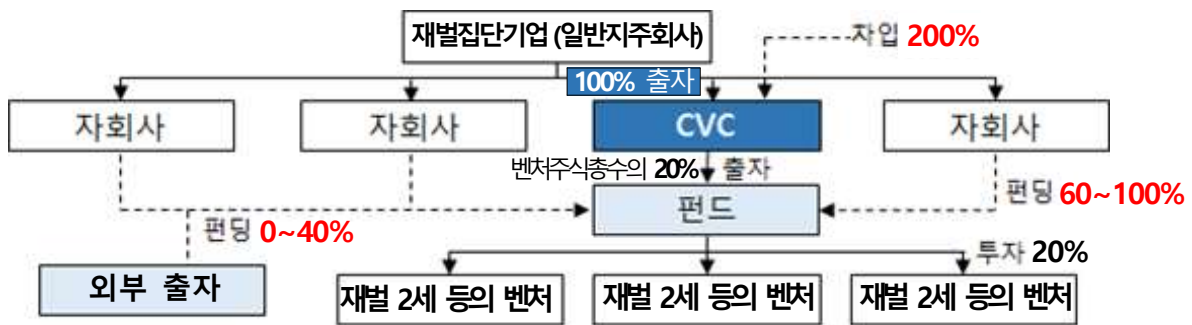 재벌집단기업 (일반지주회사)
차입 200%
100% 출자
자회사
자회사
CVC
자회사
벤처주식총수의 20%
출자
펀딩 60~100%
펀드
펀딩 0~40%
외부 출자
투자 20%
재벌 2세 등의 벤처
재벌 2세 등의 벤처
재벌 2세 등의 벤처